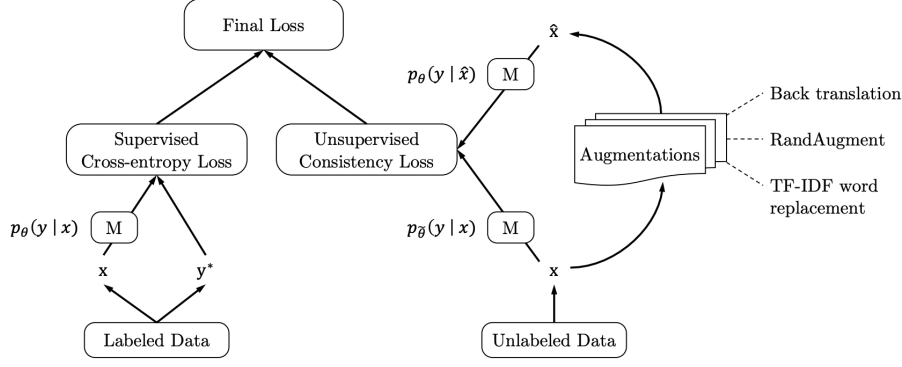 Final Loss
x̂
p_θ(y | x̂)
M
Back translation
Supervised
Cross-entropy Loss
Unsupervised
Consistency Loss
Augmentations
RandAugment
TF-IDF word
replacement
p_θ(y | x)
M
p_θ̃(y | x)
M
x
y*
x
Labeled Data
Unlabeled Data